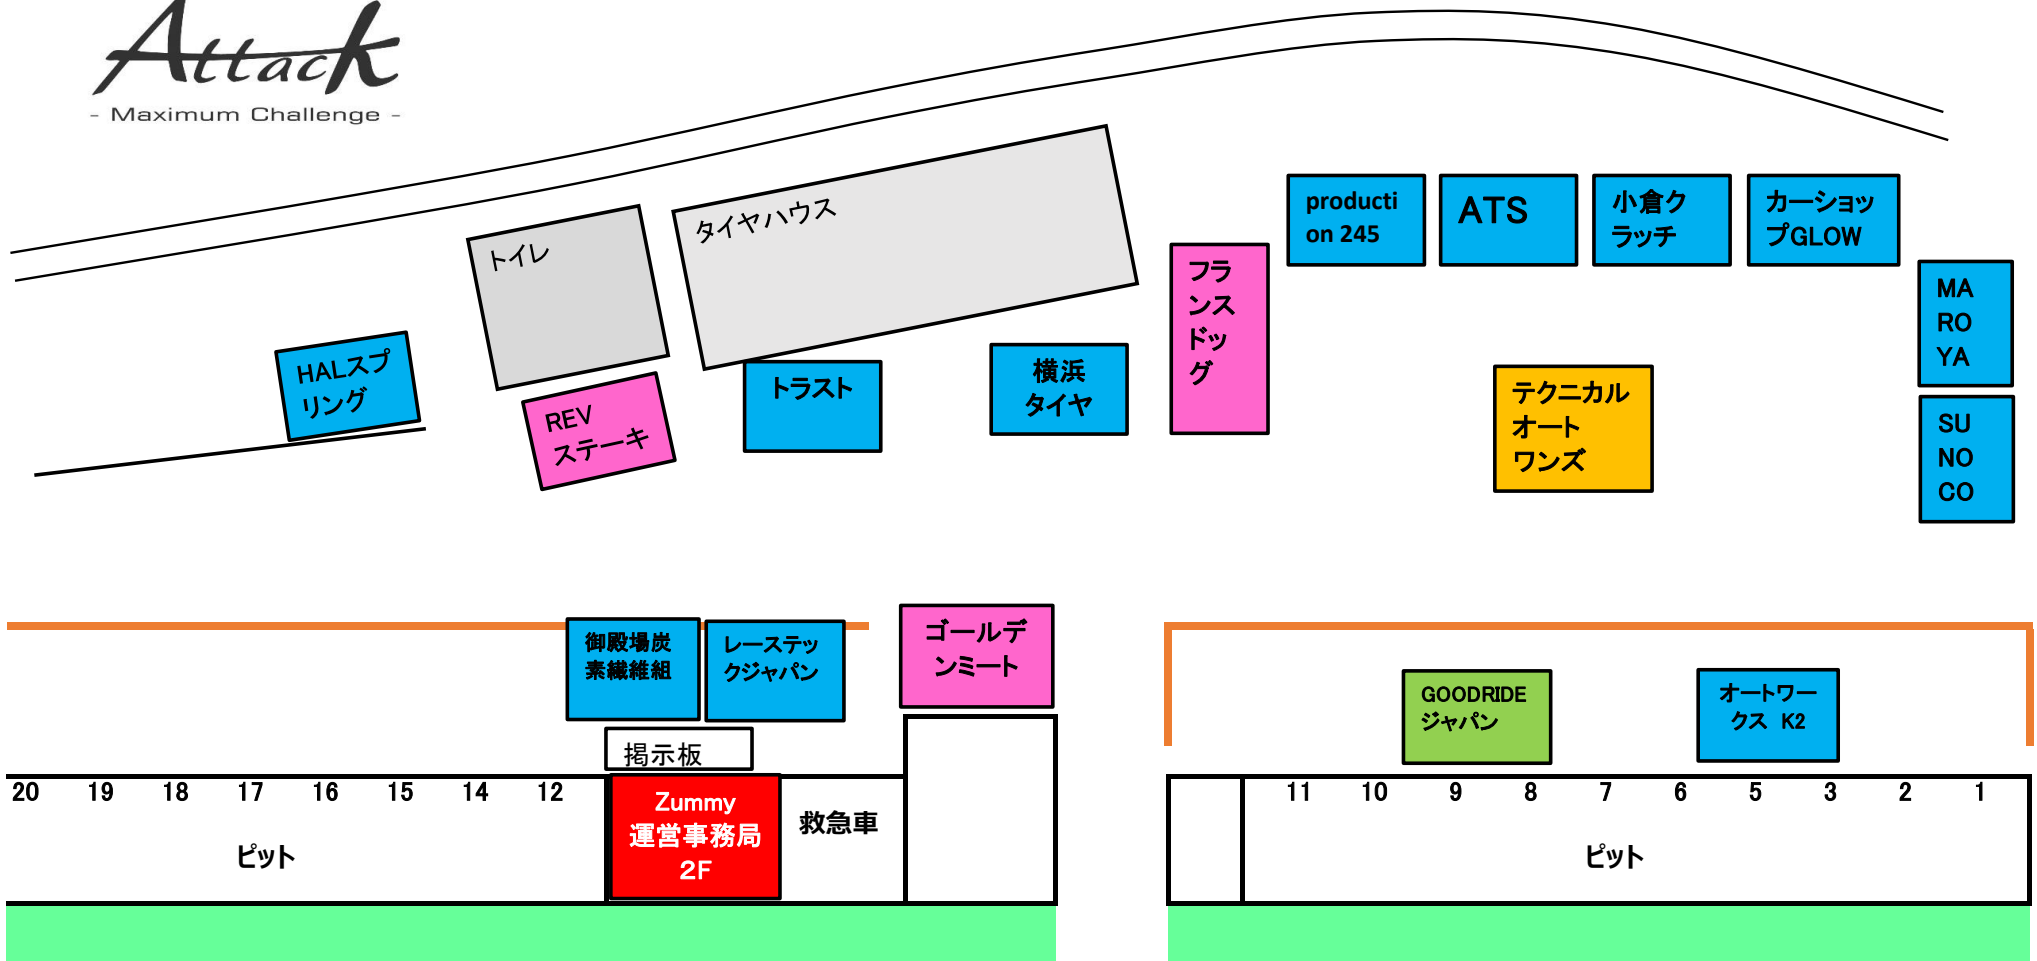 Attack
- Maximum Challenge -
トイレ
タイヤハウス
producti
on 245
ATS
小倉ク
ラッチ
カーショッ
プGLOW
フラ
ンス
ドッ
グ
MA
RO
YA
HALスプ
リング
REV
ステーキ
トラスト
横浜
タイヤ
テクニカル
オート
ワンズ
SU
NO
CO
御殿場炭
素繊維組
レーステッ
クジャパン
ゴールデ
ンミート
GOODRIDE
ジャパン
オートワー
クス K2
掲示板
20 19 18 17 16 15 14 12
Zummy
運営事務局
2F
救急車
11 10 9 8 7 6 5 3 2 1
ピット
ピット